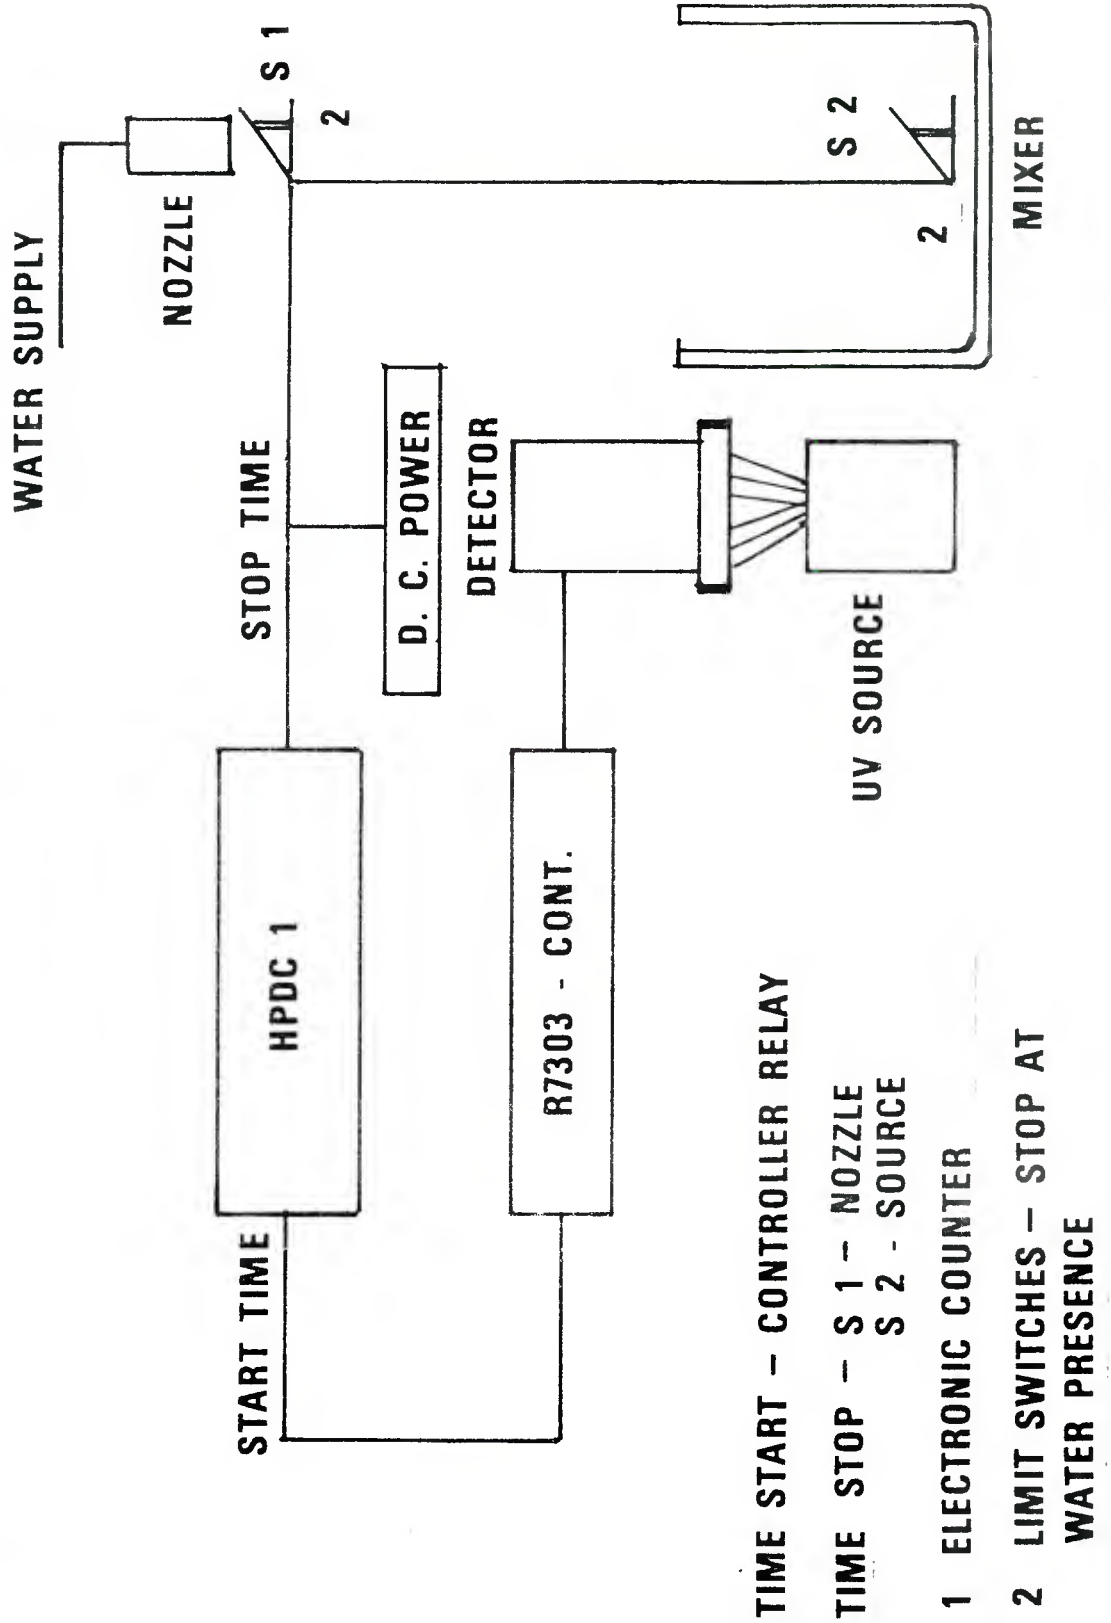 WATER SUPPLY
NOZZLE
S 1
2
STOP TIME
D. C. POWER
START TIME
HPDC 1
DETECTOR
R7303 - CONT.
S 2
2
UV SOURCE
MIXER
TIME START – CONTROLLER RELAY
TIME STOP – S 1 – NOZZLE
S 2 - SOURCE
1 ELECTRONIC COUNTER
2 LIMIT SWITCHES – STOP AT
WATER PRESENCE